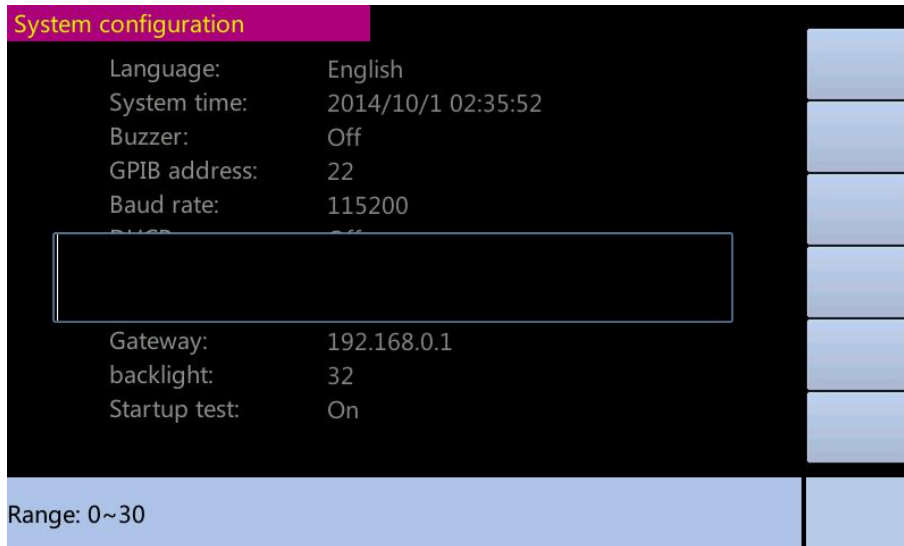 System configuration
Language: English
System time: 2014/10/1 02:35:52
Buzzer: Off
GPIB address: 22
Baud rate: 115200
Gateway: 192.168.0.1
backlight: 32
Startup test: On
Range: 0~30